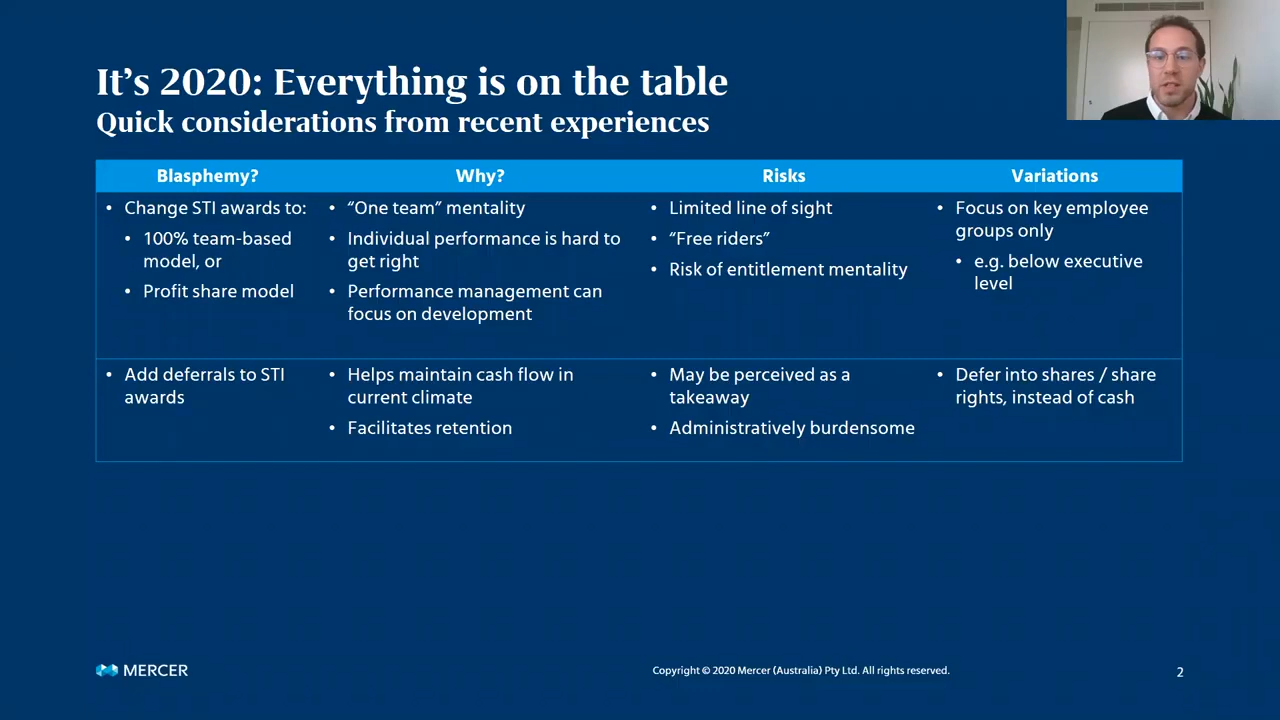 It’s 2020: Everything is on the table
Quick considerations from recent experiences
Blasphemy?
Why?
Risks
Variations
• Change STI awards to:
• 100% team-based
model, or
• Profit share model
• “One team” mentality
• Individual performance is hard to
get right
• Performance management can
focus on development
• Limited line of sight
• “Free riders”
• Risk of entitlement mentality
• Focus on key employee
groups only
• e.g. below executive
level
• Add deferrals to STI
awards
• Helps maintain cash flow in
current climate
• Facilitates retention
• May be perceived as a
takeaway
• Administratively burdensome
• Defer into shares / share
rights, instead of cash
MERCER
Copyright © 2020 Mercer (Australia) Pty Ltd. All rights reserved.
2